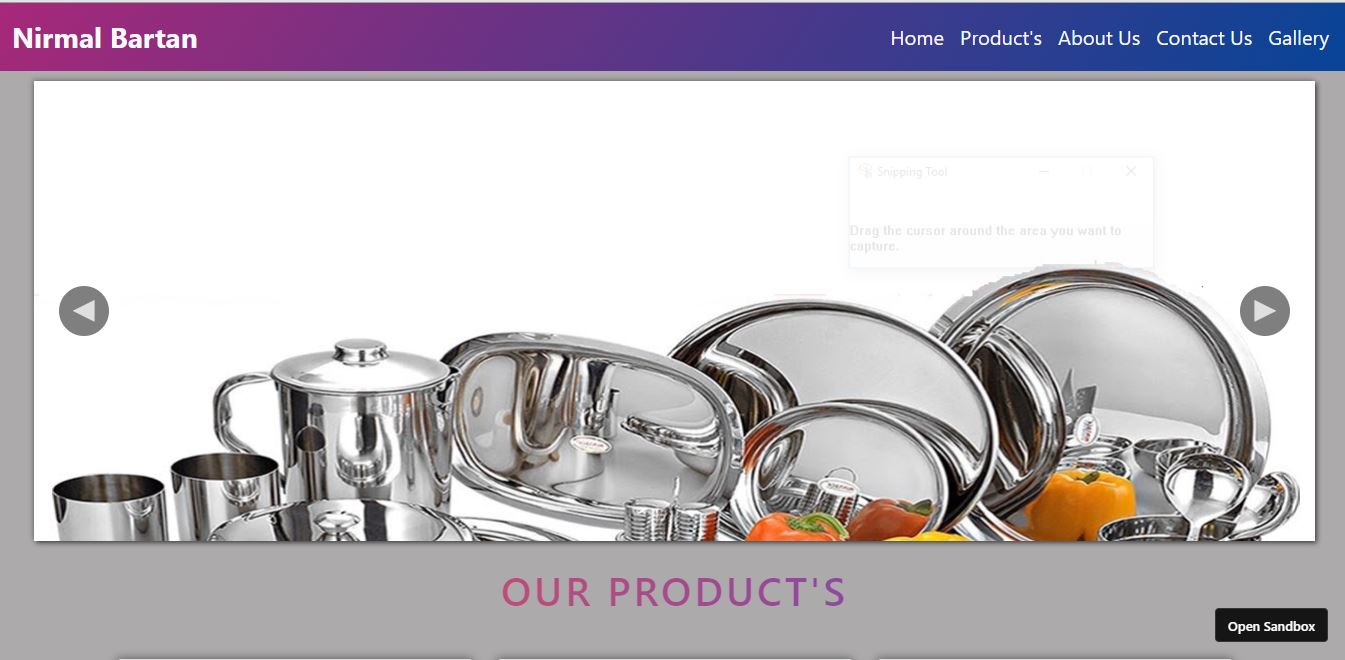 Nirmal Bartan
Home Product's About Us Contact Us Gallery
Snipping Tool
Drag the cursor around the area you want to
capture.
OUR PRODUCT'S
Open Sandbox